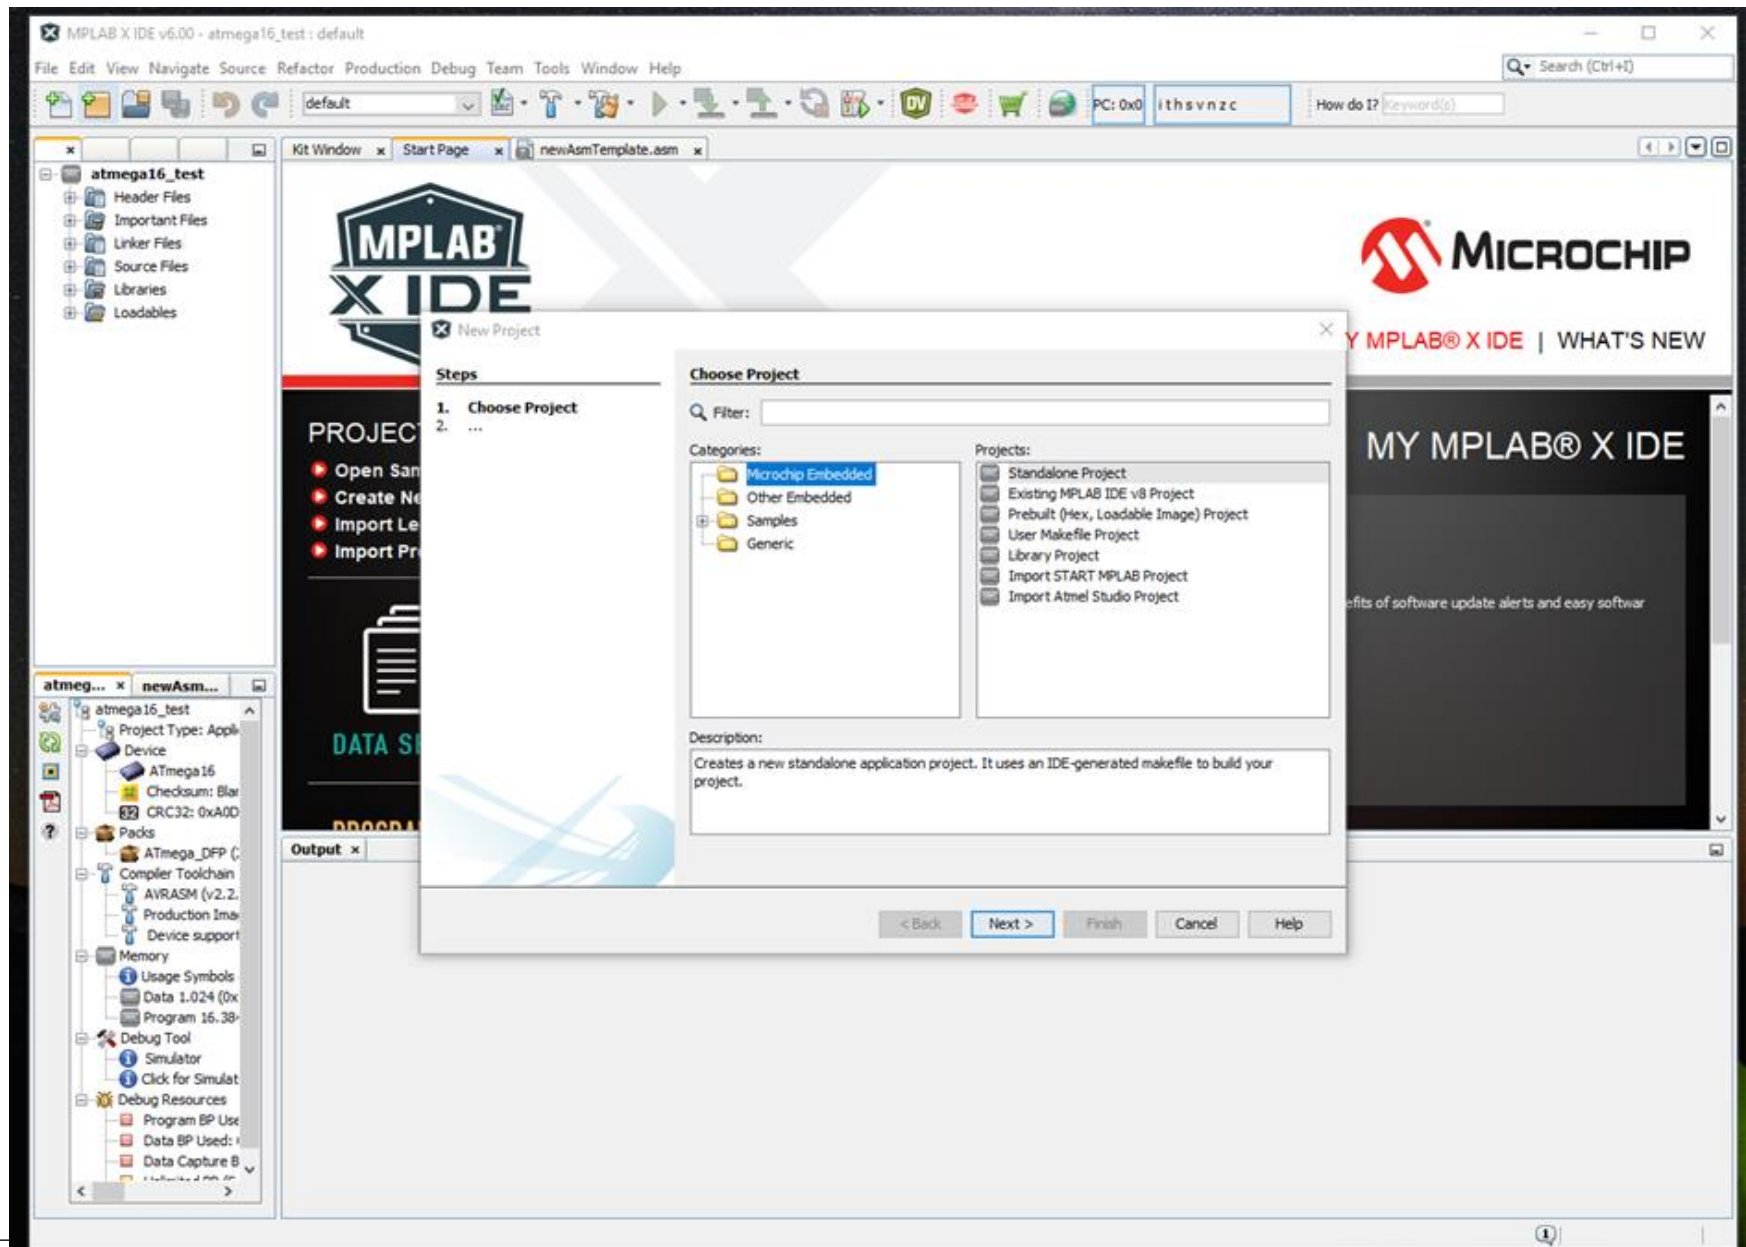 MPLAB X IDE v6.00 - atmega16_test : default
File Edit View Navigate Source Refactor Production Debug Team Tools Window Help
Search (Ctrl+I)
default
PC: 0x0
i t h s v n z c
How do I?
Keyword(s)
Kit Window
Start Page
newAsmTemplate.asm
atmega16_test
Header Files
Important Files
Linker Files
Source Files
Libraries
Loadables
MPLAB
X IDE
MICROCHIP
Y MPLAB® X IDE | WHAT'S NEW
PROJEC
Open San
Create Ne
Import Le
Import Pr
DATA S
MY MPLAB® X IDE
efits of software update alerts and easy softwar
New Project
Steps
1. Choose Project
2. ...
Choose Project
Filter:
Categories:
Microchip Embedded
Other Embedded
Samples
Generic
Projects:
Standalone Project
Existing MPLAB IDE v8 Project
Prebuilt (Hex, Loadable Image) Project
User Makefile Project
Library Project
Import START MPLAB Project
Import Atmel Studio Project
Description:
Creates a new standalone application project. It uses an IDE-generated makefile to build your
project.
< Back
Next >
Finish
Cancel
Help
atmeg...
newAsm...
atmega16_test
Project Type: Appli
Device
ATmega16
Checksum: Blar
CRC32: 0xA0D
Packs
ATmega_DFP (
Compiler Toolchain
AVRASM (v2.2.
Production Ima
Device support
Memory
Usage Symbols
Data 1.024 (0x
Program 16.38
Debug Tool
Simulator
Click for Simulat
Debug Resources
Program BP Use
Data BP Used:
Data Capture B
Output